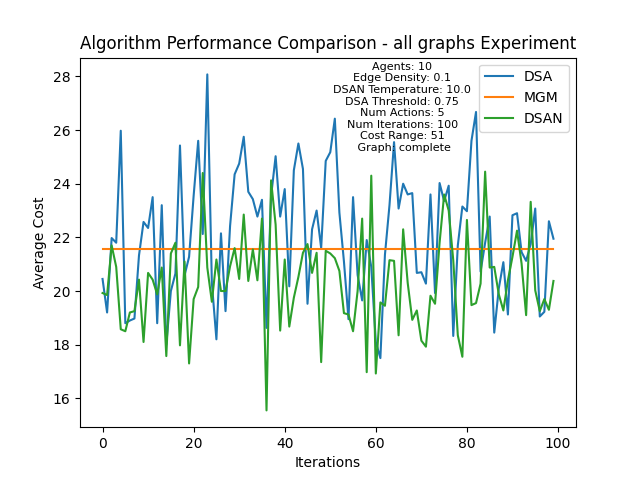 Algorithm Performance Comparison - all graphs Experiment
Agents: 10
Edge Density: 0.1
DSAN Temperature: 10.0
DSA Threshold: 0.75
Num Actions: 5
Num Iterations: 100
Cost Range: 51
Graph: complete
DSA
MGM
DSAN
Average Cost
28
26
24
22
20
18
16
0
20
40
60
80
100
Iterations